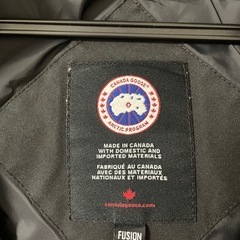 CANADA GOOSE
ARCTIC PROGRAM
MADE IN CANADA
WITH DOMESTIC AND
IMPORTED MATERIALS
FABRIQUÉ AU CANADA
AVEC DES MATERIAUX
NATIONAUX ET IMPORTÉS
canadagoose.com
FUSION